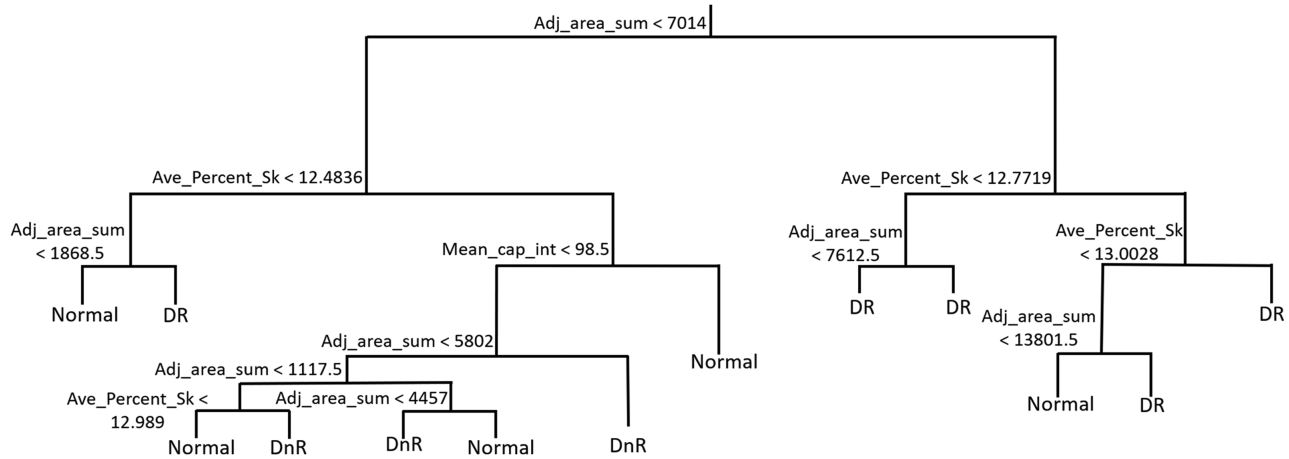 Adj_area_sum < 7014
Ave_Percent_Sk < 12.4836
Ave_Percent_Sk < 12.7719
Adj_area_sum
< 1868.5
Mean_cap_int < 98.5
Adj_area_sum
< 7612.5
Ave_Percent_Sk
< 13.0028
Normal
DR
DR
DR
DR
Adj_area_sum
< 13801.5
Adj_area_sum < 5802
Normal
Adj_area_sum < 1117.5
Ave_Percent_Sk <
12.989
Adj_area_sum < 4457
Normal
DR
Normal
DnR
DnR
Normal
DnR